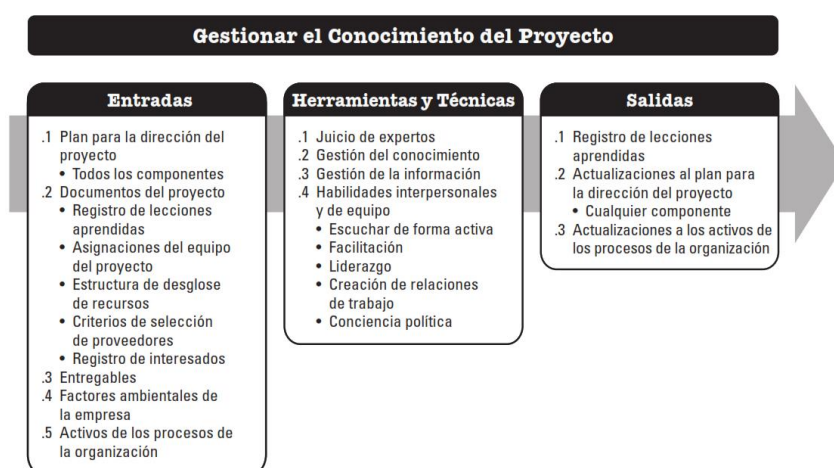 Gestionar el Conocimiento del Proyecto
Entradas
.1 Plan para la dirección del
proyecto
• Todos los componentes
.2 Documentos del proyecto
• Registro de lecciones
aprendidas
• Asignaciones del equipo
del proyecto
• Estructura de desglose
de recursos
• Criterios de selección
de proveedores
• Registro de interesados
.3 Entregables
.4 Factores ambientales de
la empresa
.5 Activos de los procesos de
la organización
Herramientas y Técnicas
.1 Juicio de expertos
.2 Gestión del conocimiento
.3 Gestión de la información
.4 Habilidades interpersonales
y de equipo
• Escuchar de forma activa
• Facilitación
• Liderazgo
• Creación de relaciones
de trabajo
• Conciencia política
Salidas
.1 Registro de lecciones
aprendidas
.2 Actualizaciones al plan para
la dirección del proyecto
• Cualquier componente
.3 Actualizaciones a los activos de
los procesos de la organización